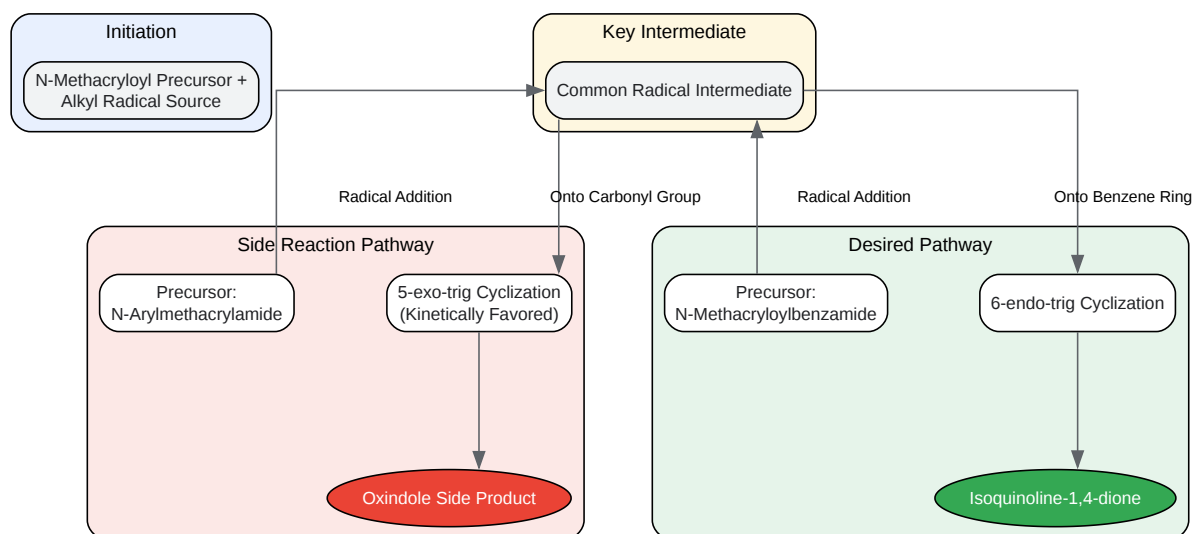 Initiation
N-Methacryloyl Precursor +
Alkyl Radical Source
Key Intermediate
Common Radical Intermediate
Radical Addition
Onto Carbonyl Group
Radical Addition
Onto Benzene Ring
Side Reaction Pathway
Precursor:
N-Arylmethacrylamide
5-exo-trig Cyclization
(Kinetically Favored)
Oxindole Side Product
Desired Pathway
Precursor:
N-Methacryloylbenzamide
6-endo-trig Cyclization
Isoquinoline-1,4-dione